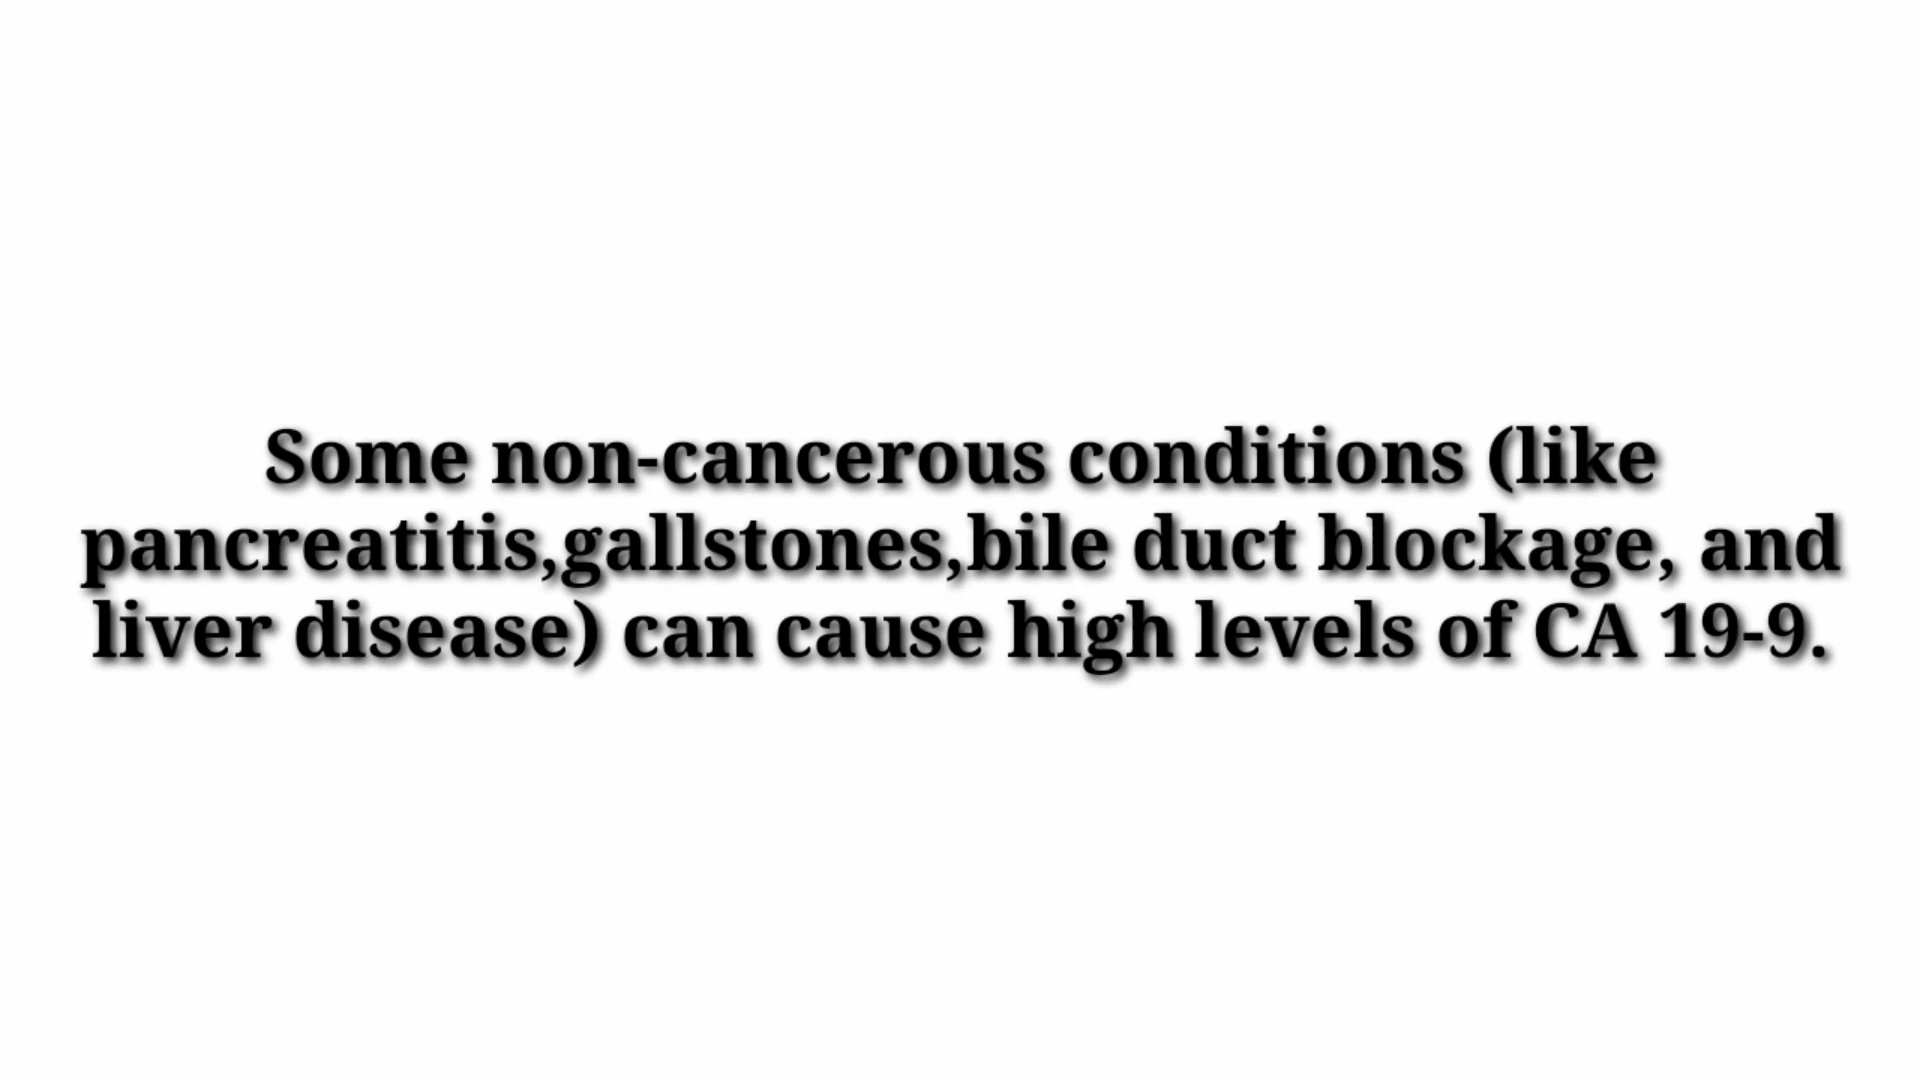 Some non-cancerous conditions (like
pancreatitis,gallstones,bile duct blockage, and
liver disease) can cause high levels of CA 19-9.